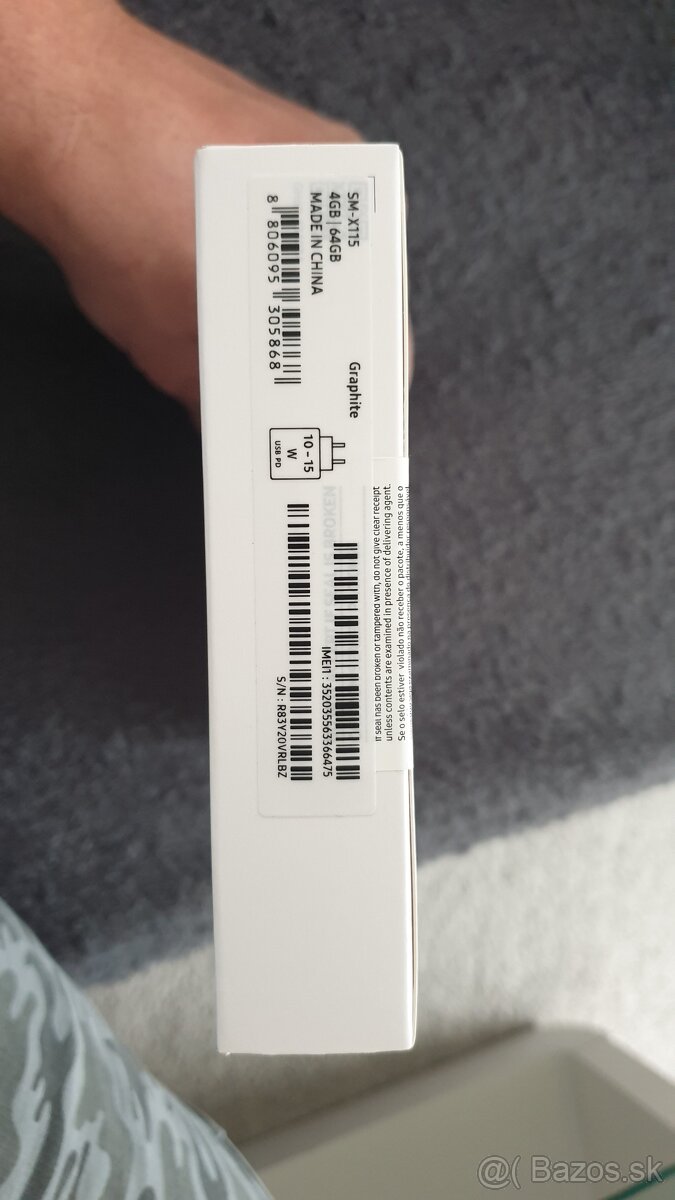 SM-X115
4GB | 64GB
MADE IN CHINA
8 806095 305868
Graphite
10 – 15
W
USB PD
IMEI1 : 352035563366475
S/N : R83Y20VRLBZ
If seal has been broken or tampered with, do not give clear receipt
unless contents are examined in presence of delivering agent.
Se o selo estiver violado não receber o pacote, a menos que o
@( Bazos.sk